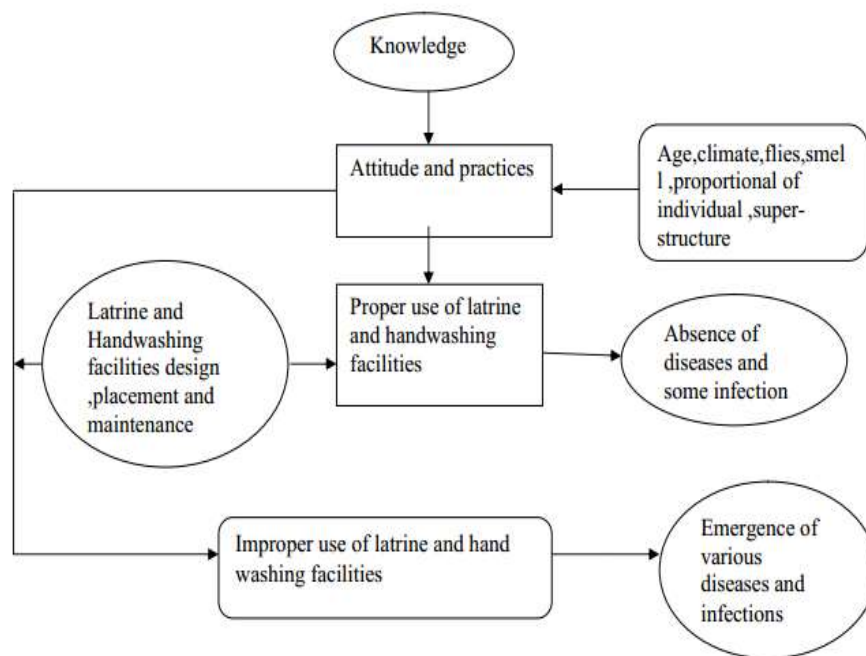 Knowledge
Attitude and practices
Age,climate,flies,smel
l ,proportional of
individual ,super-
structure
Latrine and
Handwashing
facilities design
,placement and
maintenance
Proper use of latrine
and handwashing
facilities
Absence of
diseases and
some infection
Improper use of latrine and hand
washing facilities
Emergence of
various
diseases and
infections